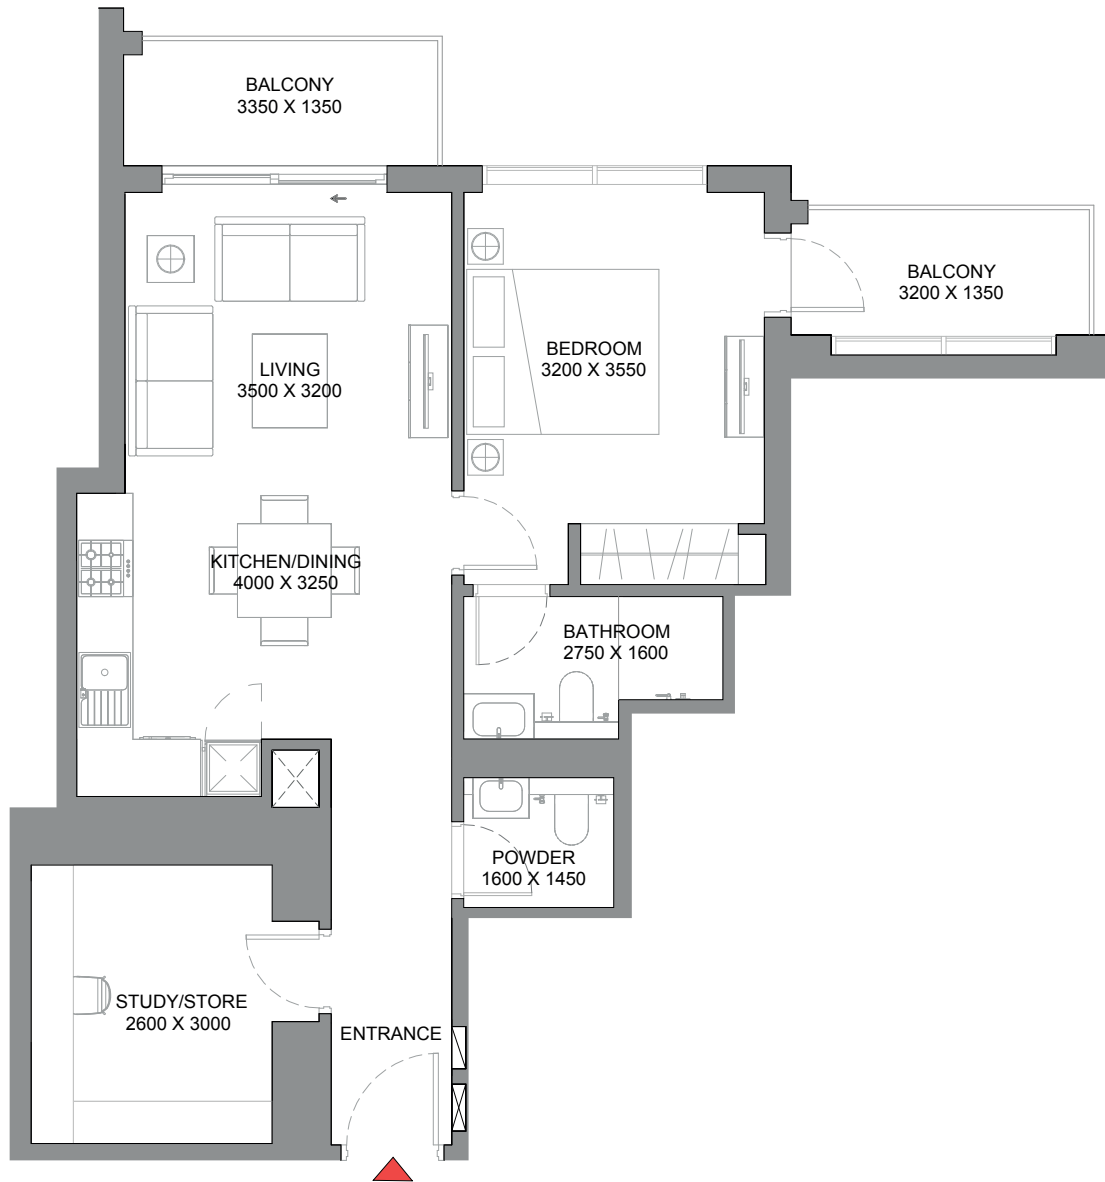 BALCONY
3350 X 1350
BALCONY
3200 X 1350
BEDROOM
3200 X 3550
LIVING
3500 X 3200
KITCHEN/DINING
4000 X 3250
BATHROOM
2750 X 1600
POWDER
1600 X 1450
STUDY/STORE
2600 X 3000
ENTRANCE